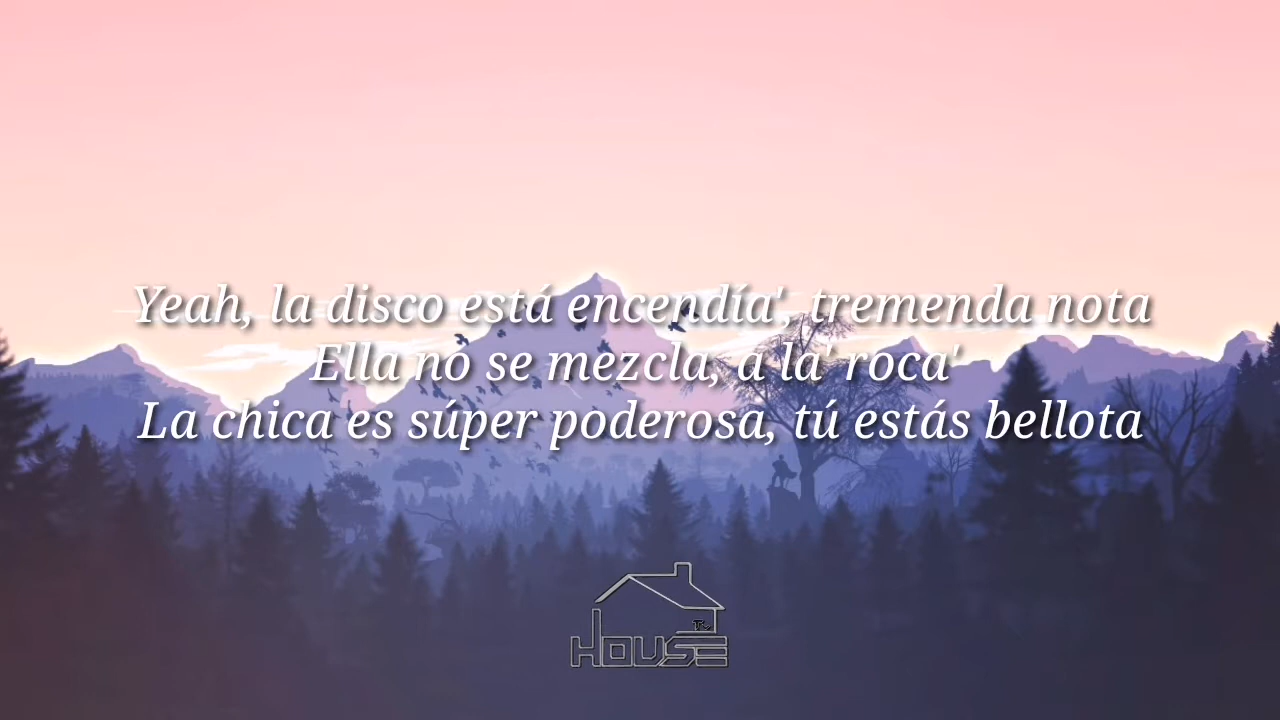 Yeah, la disco está encendía', tremenda nota
Ella no se mezcla, a la' roca'
La chica es súper poderosa, tú estás bellota
Tv
HOUSE